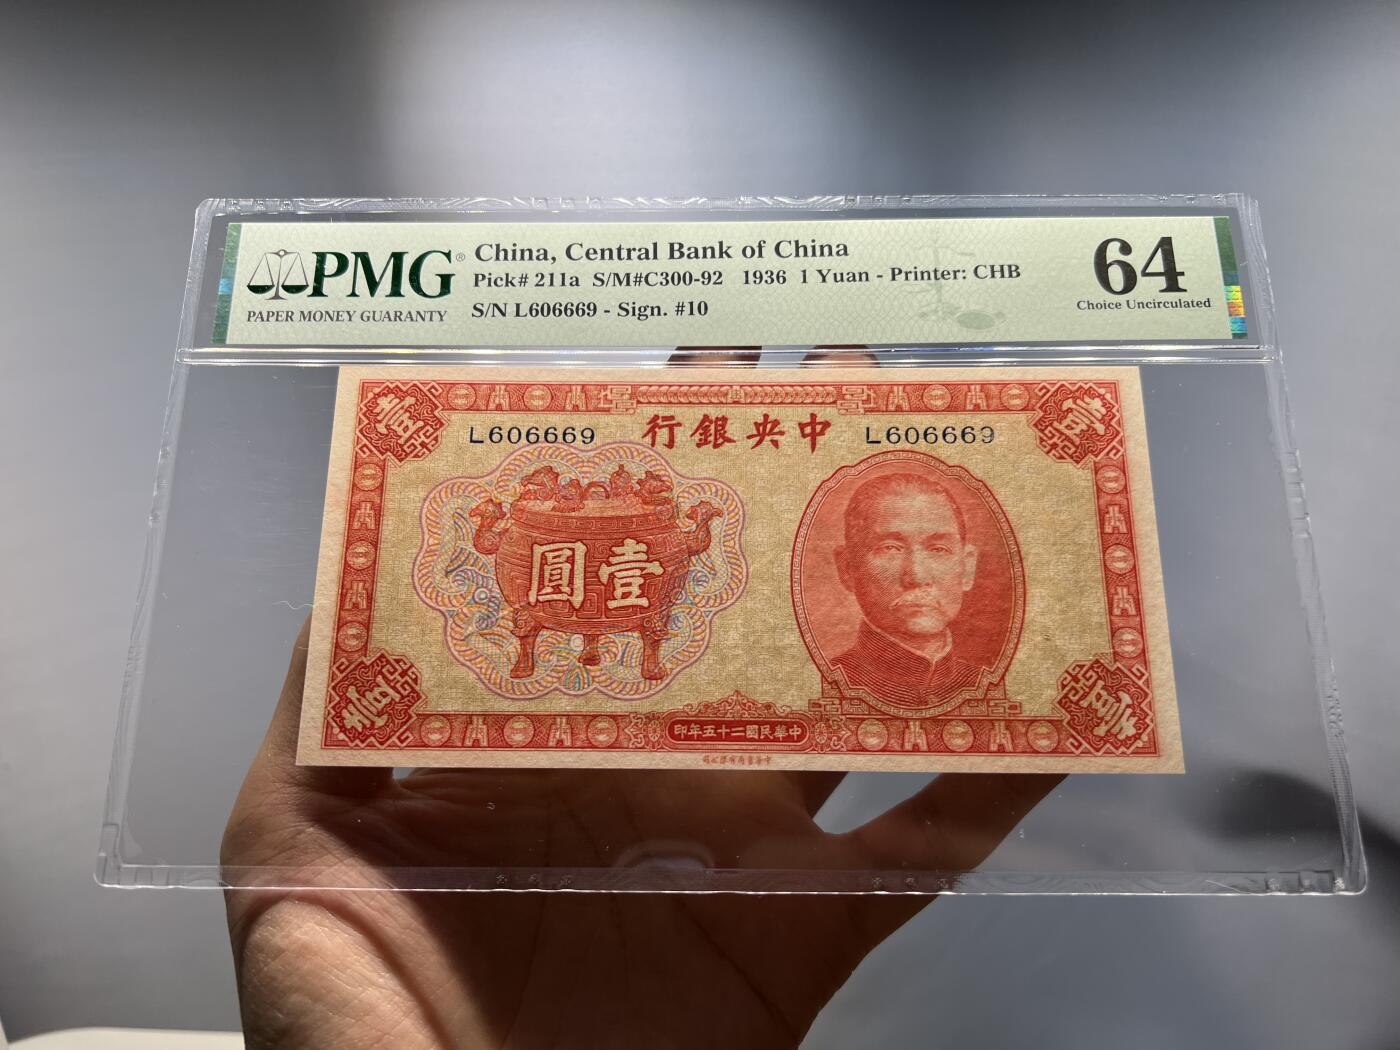 PMG®
PAPER MONEY GUARANTY
China, Central Bank of China
Pick# 211a S/M#C300-92 1936 1 Yuan - Printer: CHB
S/N L606669 - Sign. #10
64
Choice Uncirculated
壹
壹
L606669
行銀央中
L606669
圓壹
壹
壹
印年五十二國民華中